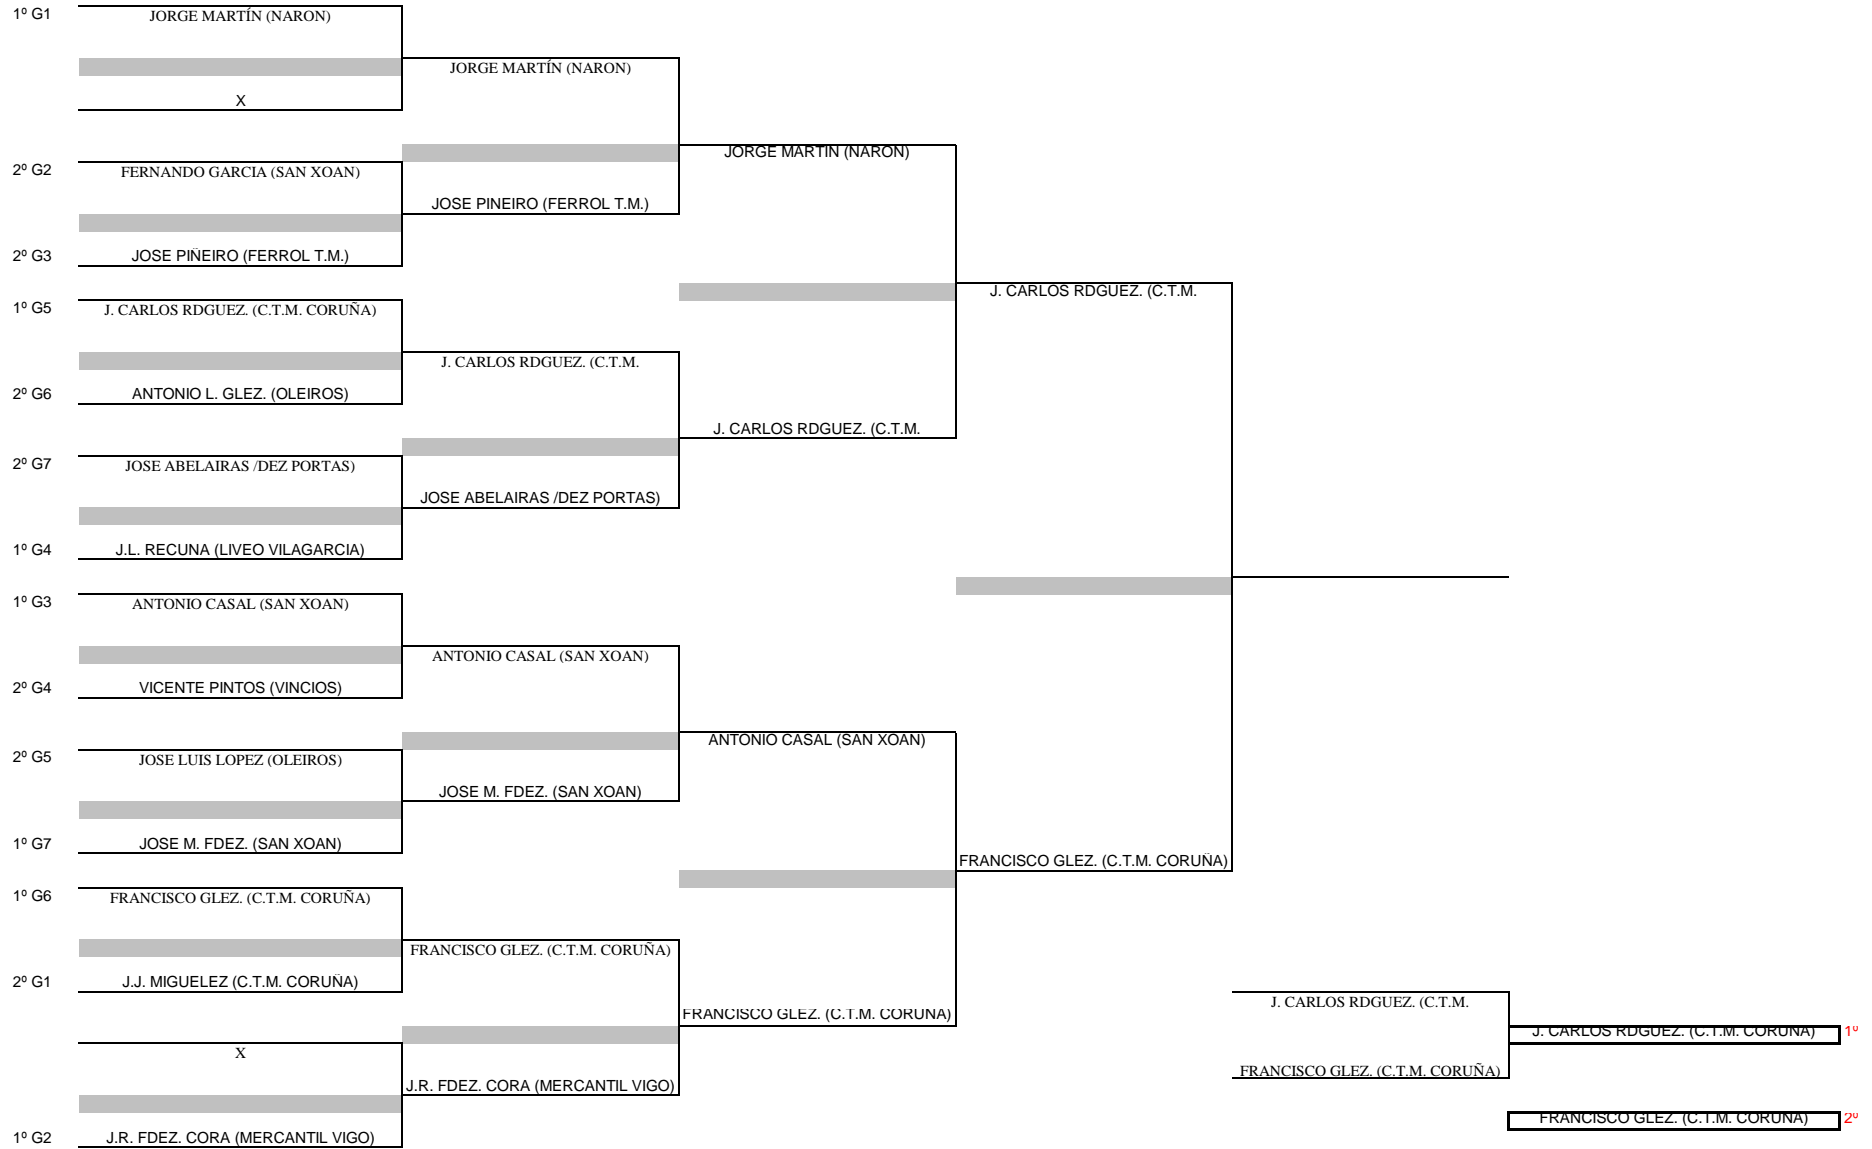 1º G1 JORGE MARTÍN (NARON)
JORGE MARTÍN (NARON)
X
JORGE MARTIN (NARON)
2º G2 FERNANDO GARCIA (SAN XOAN)
JOSE PIÑEIRO (FERROL T.M.)
2º G3 JOSE PIÑEIRO (FERROL T.M.)
J. CARLOS RDGUEZ. (C.T.M.
1º G5 J. CARLOS RDGUEZ. (C.T.M. CORUÑA)
J. CARLOS RDGUEZ. (C.T.M.
2º G6 ANTONIO L. GLEZ. (OLEIROS)
J. CARLOS RDGUEZ. (C.T.M.
2º G7 JOSE ABELAIRAS /DEZ PORTAS)
JOSE ABELAIRAS /DEZ PORTAS)
1º G4 J.L. RECUNA (LIVEO VILAGARCIA)
1º G3 ANTONIO CASAL (SAN XOAN)
ANTONIO CASAL (SAN XOAN)
2º G4 VICENTE PINTOS (VINCIOS)
ANTONIO CASAL (SAN XOAN)
2º G5 JOSE LUIS LOPEZ (OLEIROS)
JOSE M. FDEZ. (SAN XOAN)
1º G7 JOSE M. FDEZ. (SAN XOAN)
FRANCISCO GLEZ. (C.T.M. CORUÑA)
1º G6 FRANCISCO GLEZ. (C.T.M. CORUÑA)
FRANCISCO GLEZ. (C.T.M. CORUÑA)
2º G1 J.J. MIGUELEZ (C.T.M. CORUÑA)
J. CARLOS RDGUEZ. (C.T.M.
FRANCISCO GLEZ. (C.T.M. CORUÑA)
J. CARLOS RDGUEZ. (C.T.M. CORUÑA) 1º
X
FRANCISCO GLEZ. (C.T.M. CORUÑA)
J.R. FDEZ. CORA (MERCANTIL VIGO)
FRANCISCO GLEZ. (C.T.M. CORUÑA) 2º
1º G2 J.R. FDEZ. CORA (MERCANTIL VIGO)